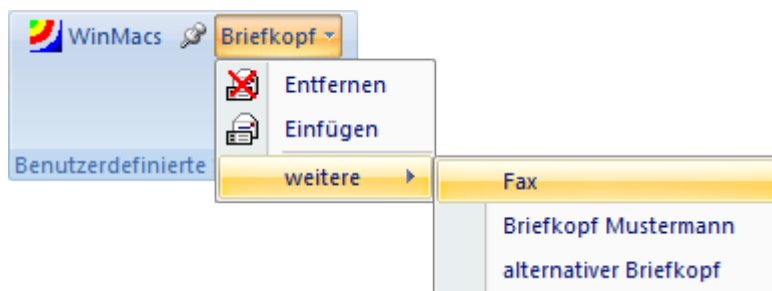 WinMacs Briefkopf
Entfernen
Einfügen
Benutzerdefinierte
weitere
Fax
Briefkopf Mustermann
alternativer Briefkopf